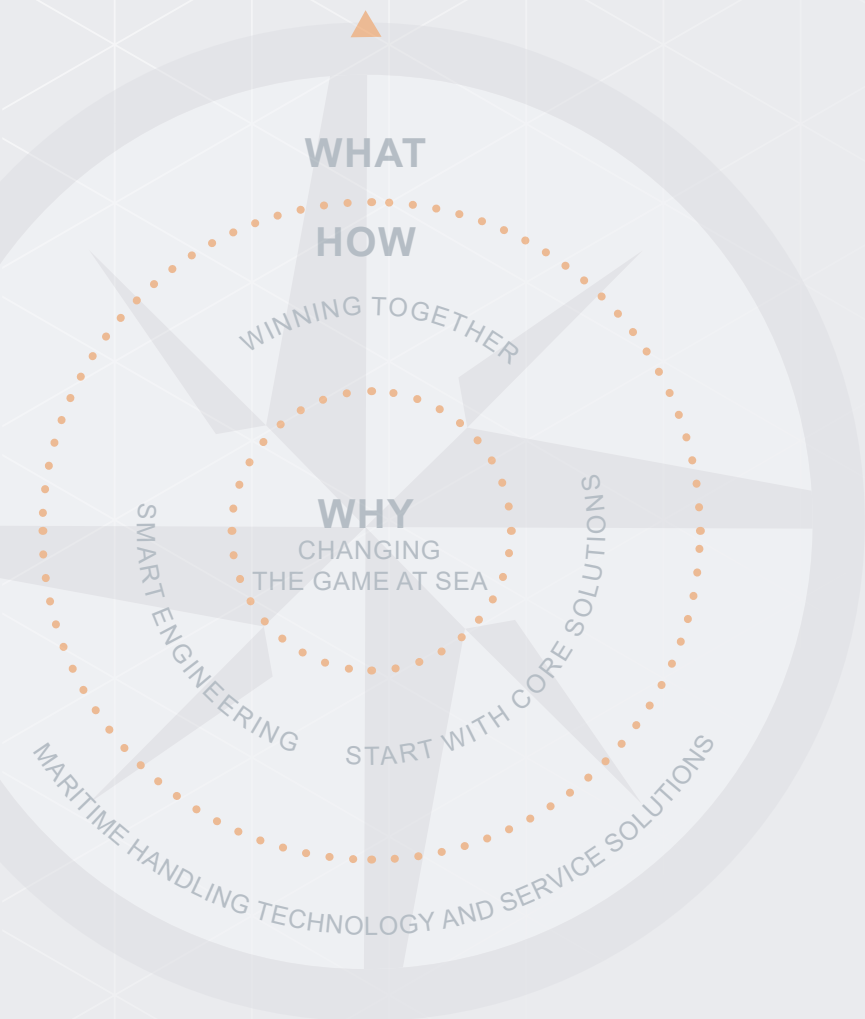 WHAT
HOW
WINNING TOGETHER
WHY
CHANGING
THE GAME AT SEA
SMART ENGINEERING
START WITH CORE SOLUTIONS
MARITIME HANDLING TECHNOLOGY AND SERVICE SOLUTIONS